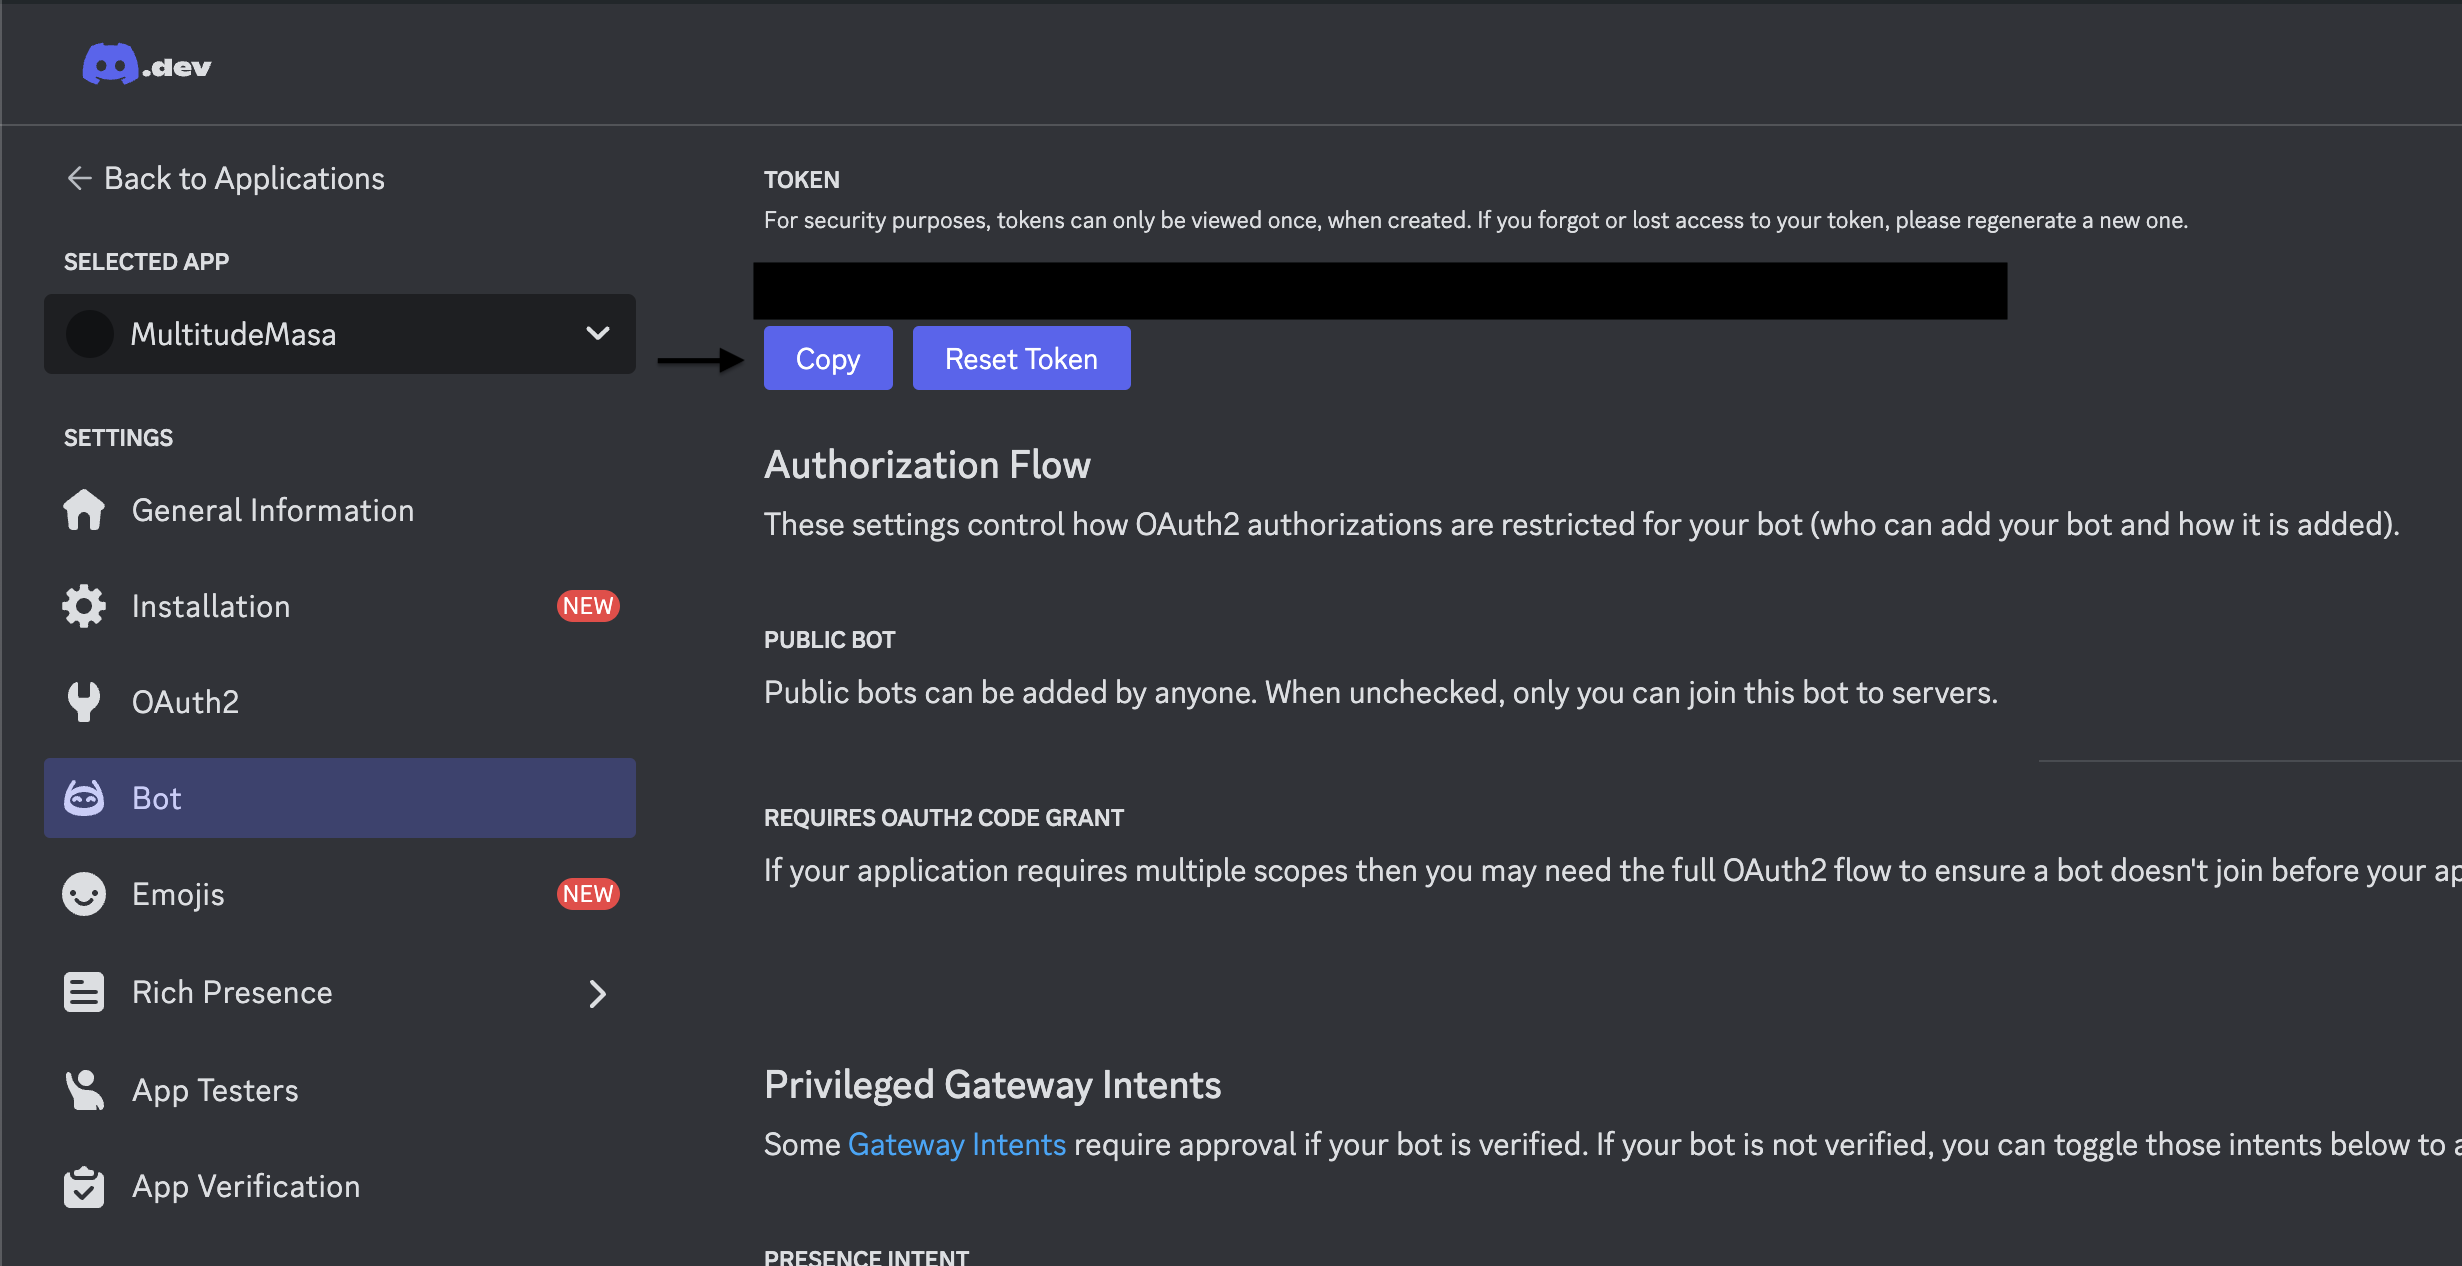 .dev
Back to Applications
SELECTED APP
MultitudeMasa
SETTINGS
General Information
Installation NEW
OAuth2
Bot
Emojis NEW
Rich Presence
App Testers
App Verification
TOKEN
For security purposes, tokens can only be viewed once, when created. If you forgot or lost access to your token, please regenerate a new one.
Copy Reset Token
Authorization Flow
These settings control how OAuth2 authorizations are restricted for your bot (who can add your bot and how it is added).
PUBLIC BOT
Public bots can be added by anyone. When unchecked, only you can join this bot to servers.
REQUIRES OAUTH2 CODE GRANT
If your application requires multiple scopes then you may need the full OAuth2 flow to ensure a bot doesn't join before your ap
Privileged Gateway Intents
Some Gateway Intents require approval if your bot is verified. If your bot is not verified, you can toggle those intents below to a
PRESENCE INTENT